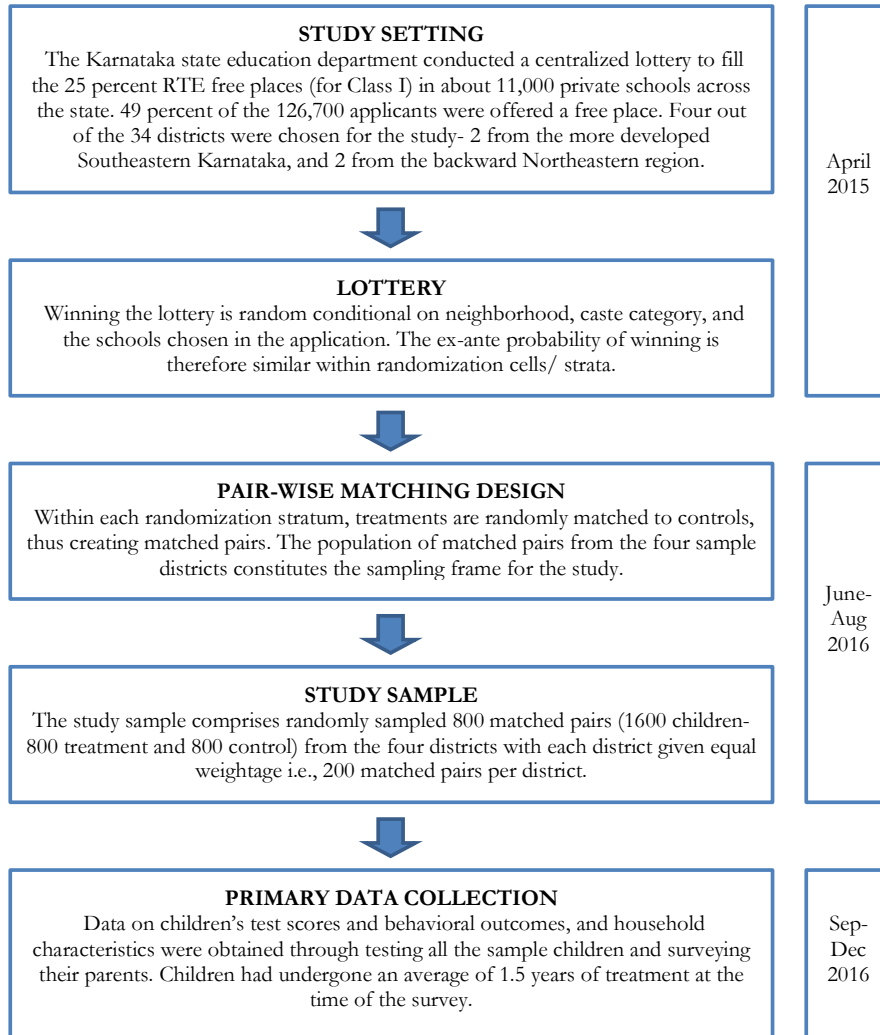 STUDY SETTING
The Karnataka state education department conducted a centralized lottery to fill
the 25 percent RTE free places (for Class I) in about 11,000 private schools across
the state. 49 percent of the 126,700 applicants were offered a free place. Four out
of the 34 districts were chosen for the study- 2 from the more developed
Southeastern Karnataka, and 2 from the backward Northeastern region.
April
2015
LOTTERY
Winning the lottery is random conditional on neighborhood, caste category, and
the schools chosen in the application. The ex-ante probability of winning is
therefore similar within randomization cells/ strata.
PAIR-WISE MATCHING DESIGN
Within each randomization stratum, treatments are randomly matched to controls,
thus creating matched pairs. The population of matched pairs from the four sample
districts constitutes the sampling frame for the study.
June-
Aug
2016
STUDY SAMPLE
The study sample comprises randomly sampled 800 matched pairs (1600 children-
800 treatment and 800 control) from the four districts with each district given equal
weightage i.e., 200 matched pairs per district.
PRIMARY DATA COLLECTION
Data on children's test scores and behavioral outcomes, and household
characteristics were obtained through testing all the sample children and surveying
their parents. Children had undergone an average of 1.5 years of treatment at the
time of the survey.
Sep-
Dec
2016